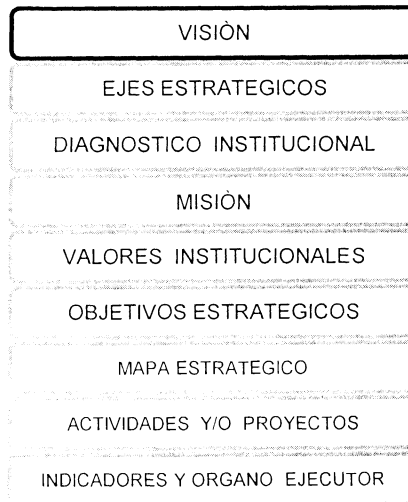 VISIÒN
EJES ESTRATEGICOS
DIAGNOSTICO INSTITUCIONAL
MISIÒN
VALORES INSTITUCIONALES
OBJETIVOS ESTRATEGICOS
MAPA ESTRATEGICO
ACTIVIDADES Y/O PROYECTOS
INDICADORES Y ORGANO EJECUTOR